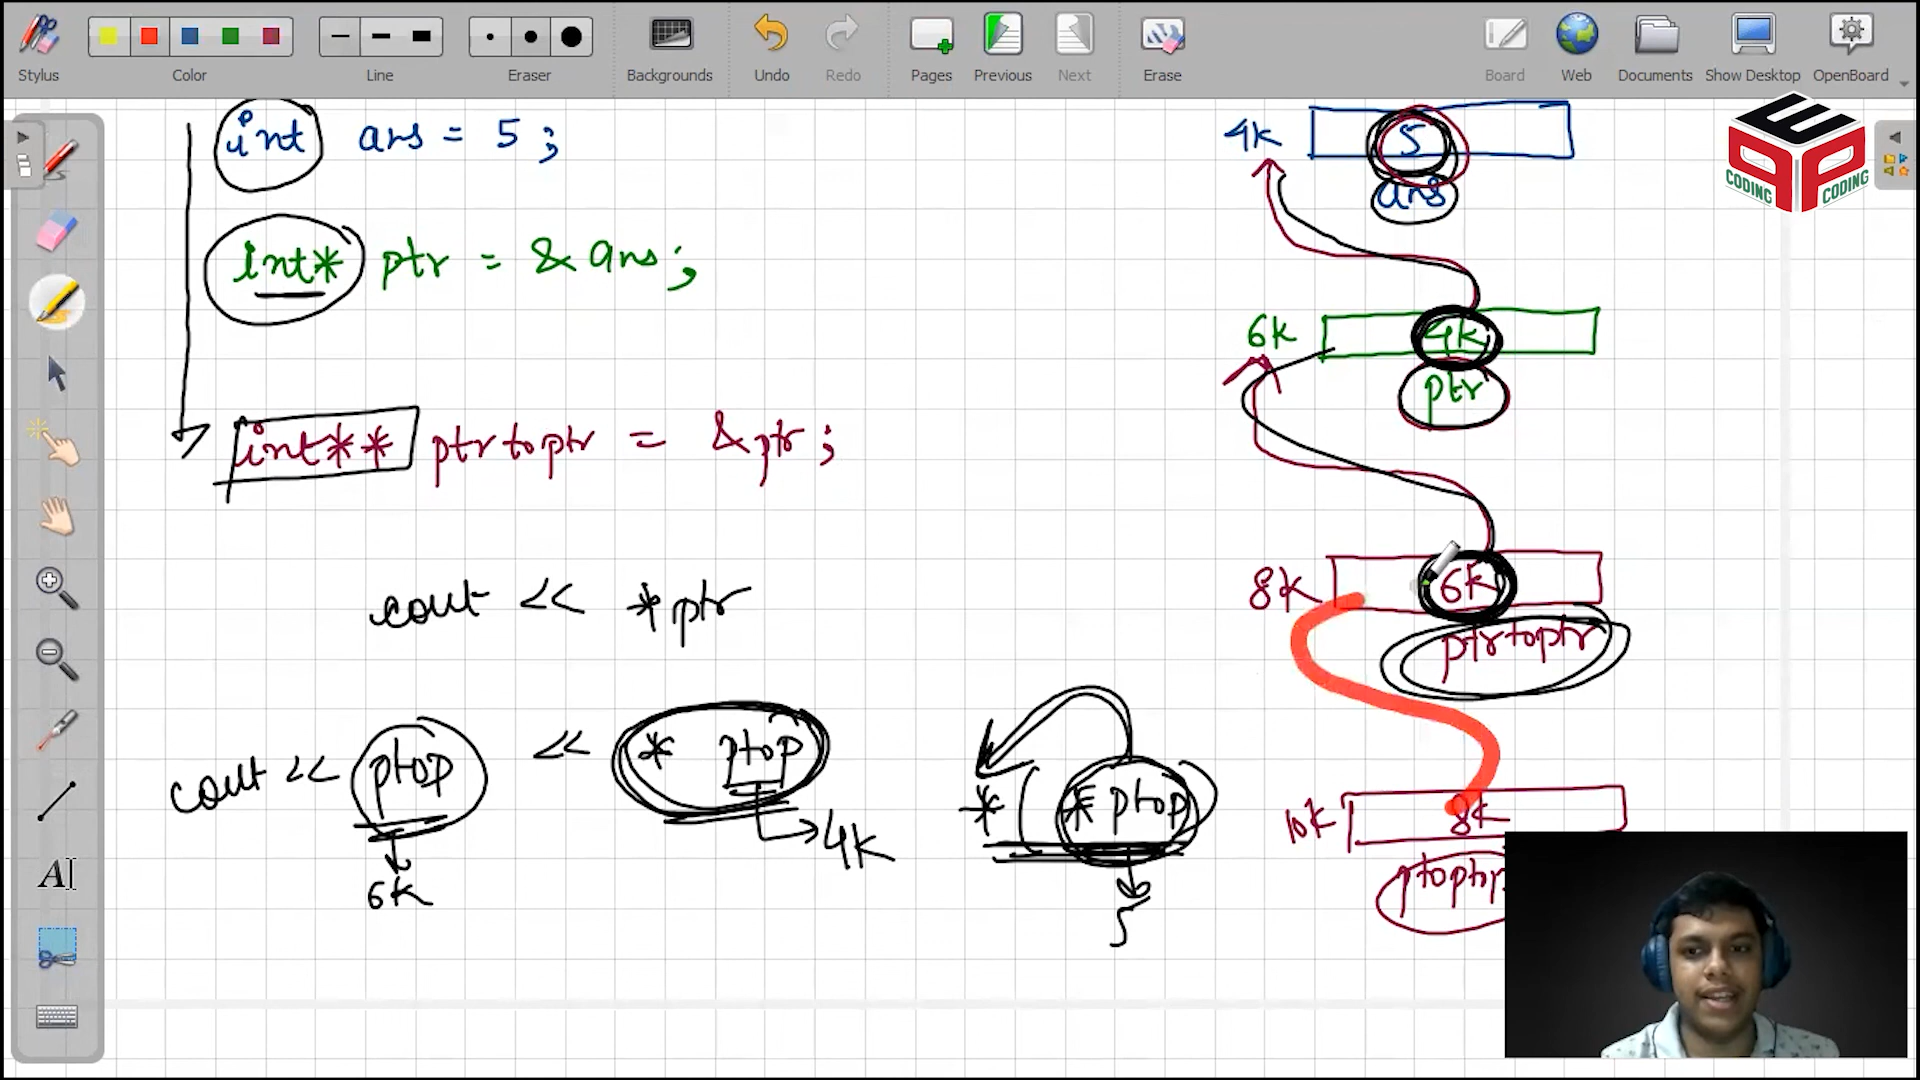 Stylus
Color
Line
Eraser
Backgrounds
Undo
Redo
Pages
Previous
Next
Erase
Board
Web
Documents
Show Desktop
OpenBoard
int ans = 5 ;
int* ptr = & ans ;
int** ptrtoptr = &ptr ;
cout << *ptr
cout << ptop << * ptop * ( * ptop )
6K
4K
5
4K 5
ans
6K 4K
ptr
8K 6K
ptrtoptr
10K 8K
CODING
CODING
A